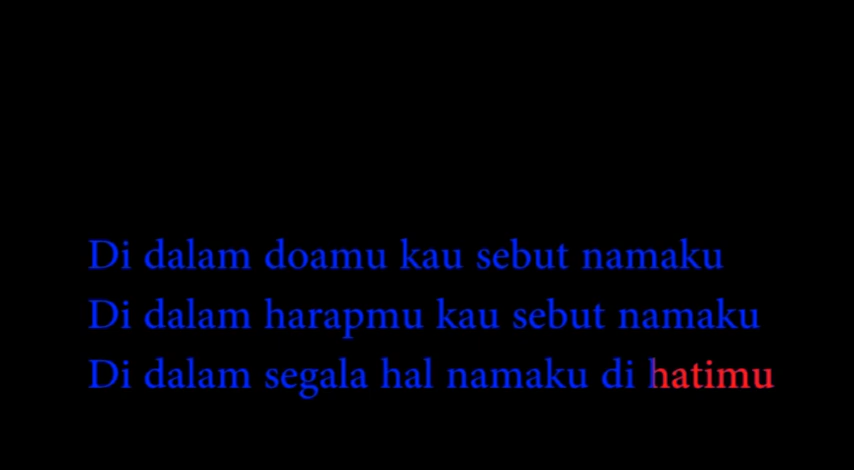 Di dalam doamu kau sebut namaku
Di dalam harapmu kau sebut namaku
Di dalam segala hal namaku di hatimu